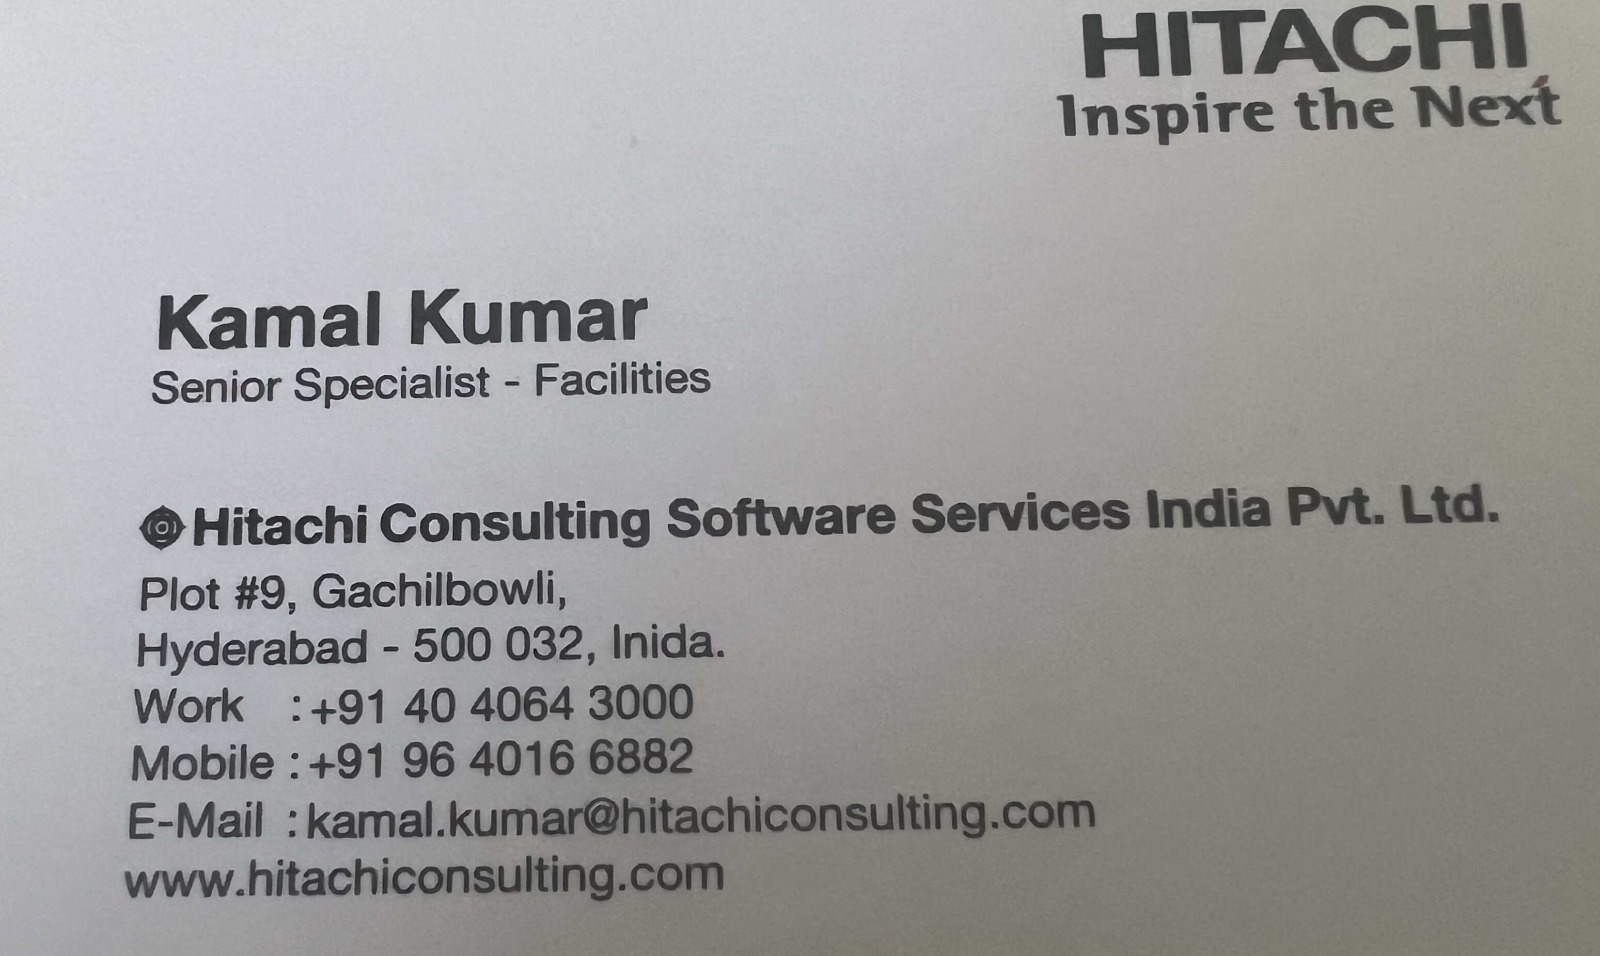 HITACHI
Inspire the Next
Kamal Kumar
Senior Specialist - Facilities
Hitachi Consulting Software Services India Pvt. Ltd.
Plot #9, Gachilbowli,
Hyderabad - 500 032, Inida.
Work : +91 40 4064 3000
Mobile : +91 96 4016 6882
E-Mail : kamal.kumar@hitachiconsulting.com
www.hitachiconsulting.com